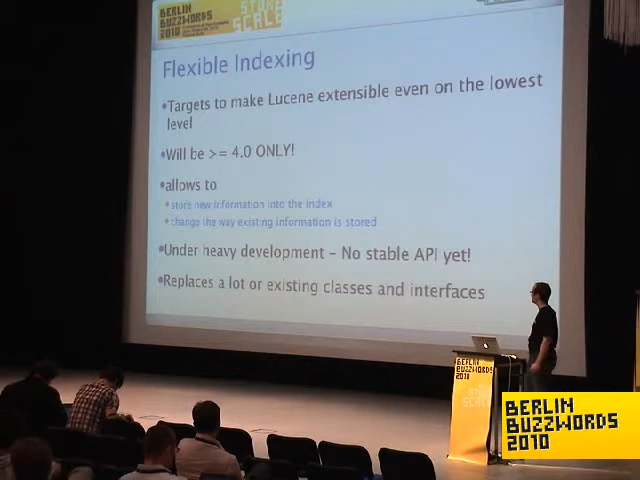 BERLIN
BUZZWORDS
2010
STORE
SCALE
Flexible Indexing
•Targets to make Lucene extensible even on the lowest
level
•Will be >= 4.0 ONLY!
•allows to
• store new information into the index
• change the way existing information is stored
•Under heavy development – No stable API yet!
•Replaces a lot or existing classes and interfaces
BERLIN
BUZZWORDS
2010
BERLIN
BUZZWORDS
2010